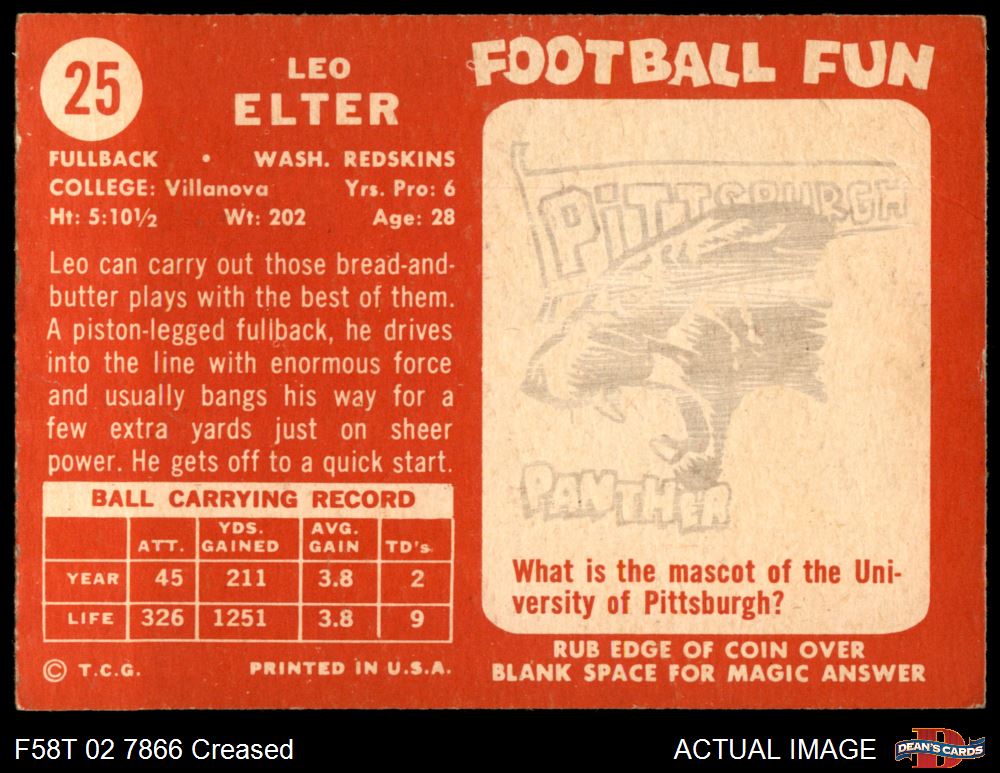 25
LEO
ELTER
FULLBACK • WASH. REDSKINS
COLLEGE: Villanova Yrs. Pro: 6
Ht: 5:10½ Wt: 202 Age: 28
Leo can carry out those bread-and-
butter plays with the best of them.
A piston-legged fullback, he drives
into the line with enormous force
and usually bangs his way for a
few extra yards just on sheer
power. He gets off to a quick start.
BALL CARRYING RECORD
ATT. YDS. GAINED AVG. GAIN TD's
YEAR 45 211 3.8 2
LIFE 326 1251 3.8 9
© T.C.G. PRINTED IN U.S.A.
FOOTBALL FUN
PITTSBURGH
PANTHER
What is the mascot of the Uni-
versity of Pittsburgh?
RUB EDGE OF COIN OVER
BLANK SPACE FOR MAGIC ANSWER
F58T 02 7866 Creased
ACTUAL IMAGE
DEAN'S CARDS